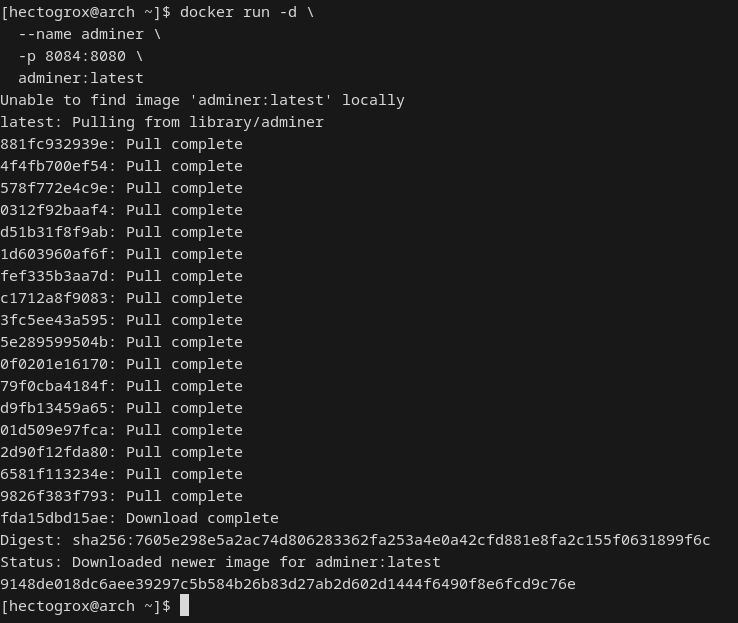 [hectogrox@arch ~]$ docker run -d \
  --name adminer \
  -p 8084:8080 \
  adminer:latest
Unable to find image 'adminer:latest' locally
latest: Pulling from library/adminer
881fc932939e: Pull complete
4f4fb700ef54: Pull complete
578f772e4c9e: Pull complete
0312f92baaf4: Pull complete
d51b31f8f9ab: Pull complete
1d603960af6f: Pull complete
fef335b3aa7d: Pull complete
c1712a8f9083: Pull complete
3fc5ee43a595: Pull complete
5e289599504b: Pull complete
0f0201e16170: Pull complete
79f0cba4184f: Pull complete
d9fb13459a65: Pull complete
01d509e97fca: Pull complete
2d90f12fda80: Pull complete
6581f113234e: Pull complete
9826f383f793: Pull complete
fda15dbd15ae: Download complete
Digest: sha256:7605e298e5a2ac74d806283362fa253a4e0a42cfd881e8fa2c155f0631899f6c
Status: Downloaded newer image for adminer:latest
9148de018dc6aee39297c5b584b26b83d27ab2d602d1444f6490f8e6fcd9c76e
[hectogrox@arch ~]$